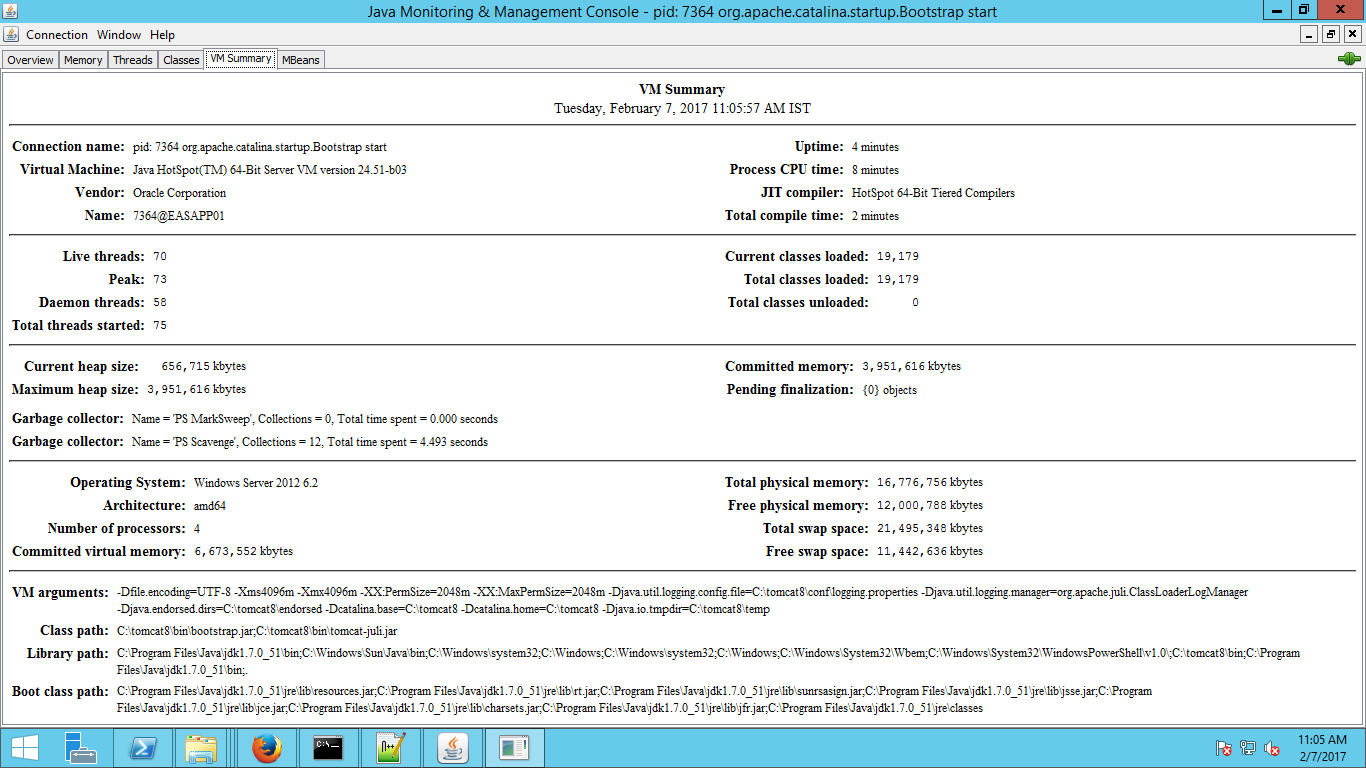 Java Monitoring & Management Console - pid: 7364 org.apache.catalina.startup.Bootstrap start
Connection Window Help
Overview Memory Threads Classes VM Summary MBeans
VM Summary
Tuesday, February 7, 2017 11:05:57 AM IST
Connection name: pid: 7364 org.apache.catalina.startup.Bootstrap start
Virtual Machine: Java HotSpot(TM) 64-Bit Server VM version 24.51-b03
Vendor: Oracle Corporation
Name: 7364@EASAPP01
Uptime: 4 minutes
Process CPU time: 8 minutes
JIT compiler: HotSpot 64-Bit Tiered Compilers
Total compile time: 2 minutes
Live threads: 70
Peak: 73
Daemon threads: 58
Total threads started: 75
Current classes loaded: 19,179
Total classes loaded: 19,179
Total classes unloaded: 0
Current heap size: 656,715 kbytes
Maximum heap size: 3,951,616 kbytes
Committed memory: 3,951,616 kbytes
Pending finalization: {0} objects
Garbage collector: Name = 'PS MarkSweep', Collections = 0, Total time spent = 0.000 seconds
Garbage collector: Name = 'PS Scavenge', Collections = 12, Total time spent = 4.493 seconds
Operating System: Windows Server 2012 6.2
Architecture: amd64
Number of processors: 4
Committed virtual memory: 6,673,552 kbytes
Total physical memory: 16,776,756 kbytes
Free physical memory: 12,000,788 kbytes
Total swap space: 21,495,348 kbytes
Free swap space: 11,442,636 kbytes
VM arguments: -Dfile.encoding=UTF-8 -Xms4096m -Xmx4096m -XX:PermSize=2048m -XX:MaxPermSize=2048m -Djava.util.logging.config.file=C:\tomcat8\conf\logging.properties -Djava.util.logging.manager=org.apache.juli.ClassLoaderLogManager
-Djava.endorsed.dirs=C:\tomcat8\endorsed -Dcatalina.base=C:\tomcat8 -Dcatalina.home=C:\tomcat8 -Djava.io.tmpdir=C:\tomcat8\temp
Class path: C:\tomcat8\bin\bootstrap.jar;C:\tomcat8\bin\tomcat-juli.jar
Library path: C:\Program Files\Java\jdk1.7.0_51\bin;C:\Windows\Sun\Java\bin;C:\Windows\system32;C:\Windows;C:\Windows\system32;C:\Windows;C:\Windows\System32\Wbem;C:\Windows\System32\WindowsPowerShell\v1.0\;C:\tomcat8\bin;C:\Program
Files\Java\jdk1.7.0_51\bin;.
Boot class path: C:\Program Files\Java\jdk1.7.0_51\jre\lib\resources.jar;C:\Program Files\Java\jdk1.7.0_51\jre\lib\rt.jar;C:\Program Files\Java\jdk1.7.0_51\jre\lib\sunrsasign.jar;C:\Program Files\Java\jdk1.7.0_51\jre\lib\jsse.jar;C:\Program
Files\Java\jdk1.7.0_51\jre\lib\jce.jar;C:\Program Files\Java\jdk1.7.0_51\jre\lib\charsets.jar;C:\Program Files\Java\jdk1.7.0_51\jre\lib\jfr.jar;C:\Program Files\Java\jdk1.7.0_51\jre\classes
11:05 AM
2/7/2017